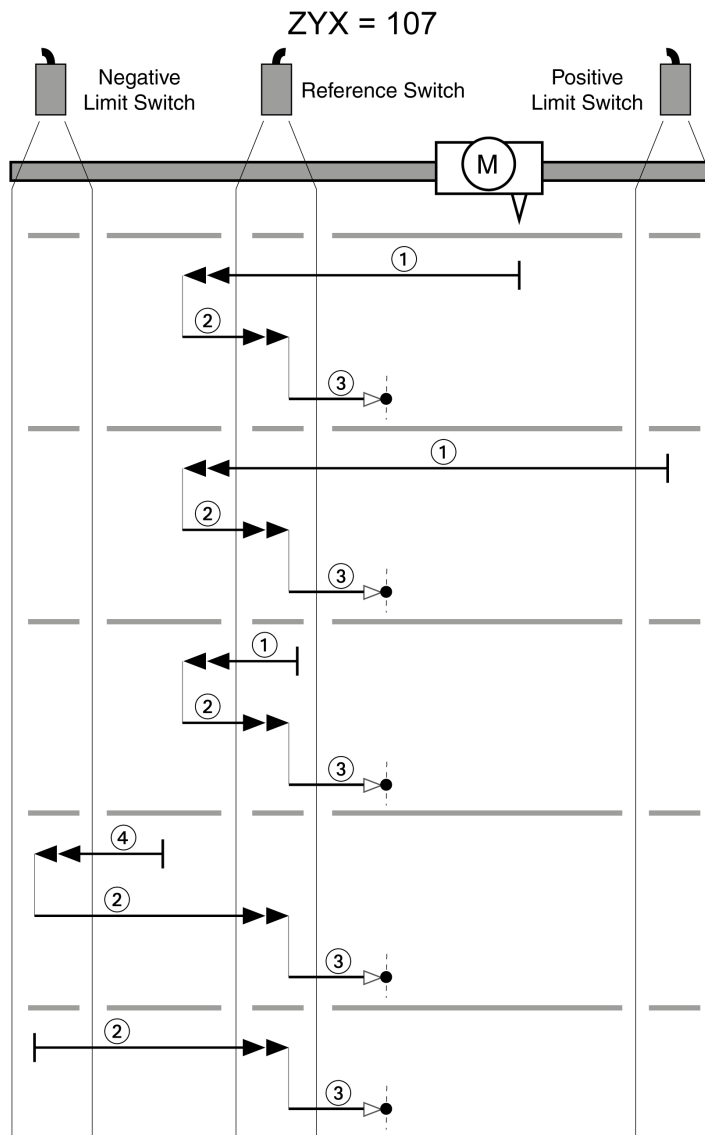 ZYX = 107
Negative
Limit Switch
Reference Switch
Positive
Limit Switch
M
1
2
3
1
2
3
1
2
3
4
2
3
2
3